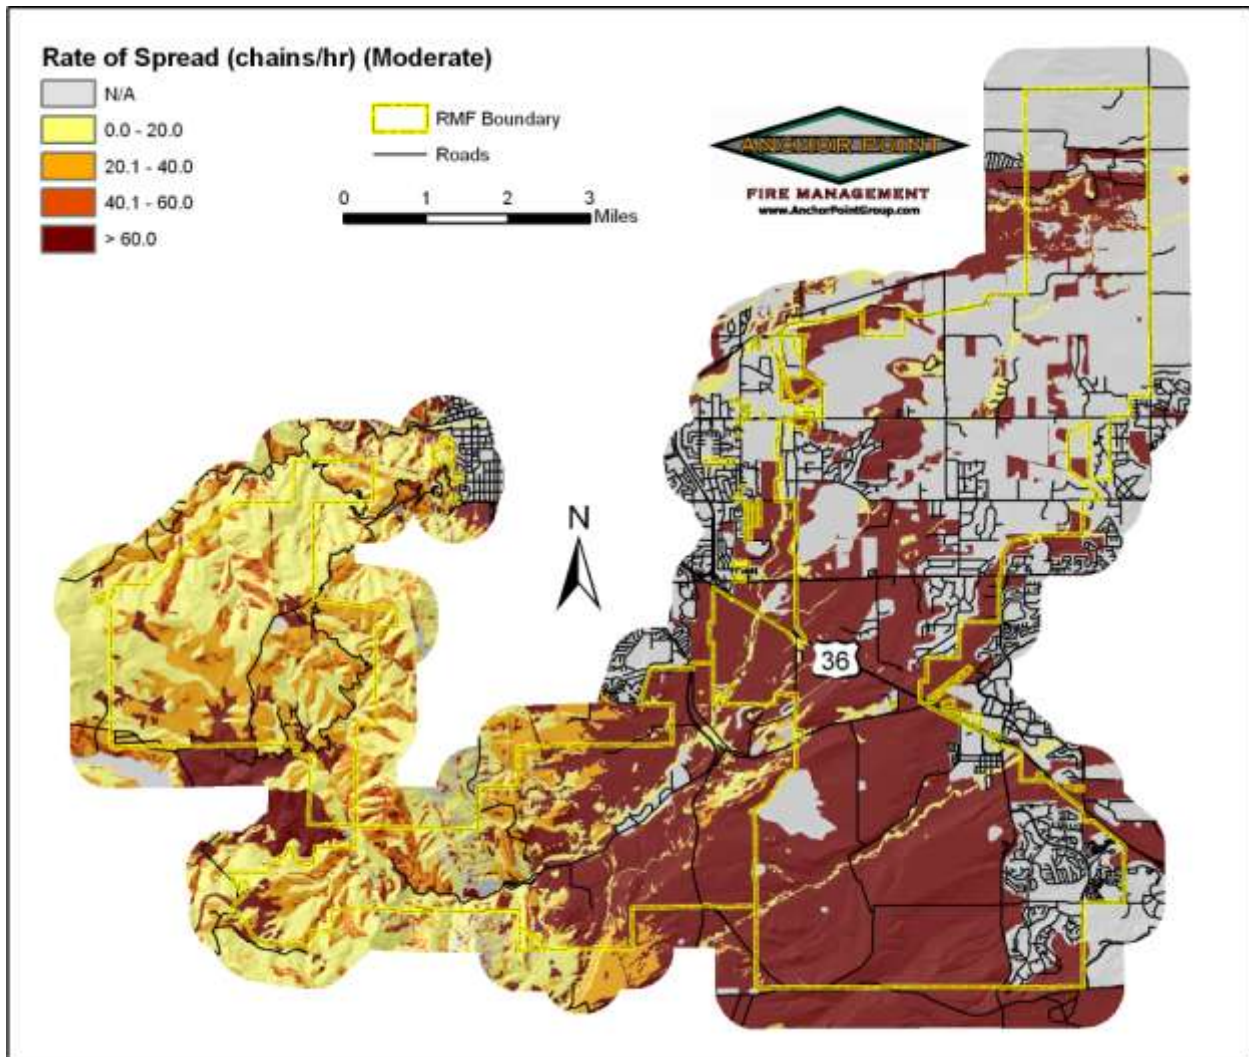 Rate of Spread (chains/hr) (Moderate)
N/A
0.0 - 20.0
20.1 - 40.0
40.1 - 60.0
> 60.0
RMF Boundary
Roads
0 1 2 3
Miles
ANCHOR POINT
FIRE MANAGEMENT
www.AnchorPointGroup.com
N
36